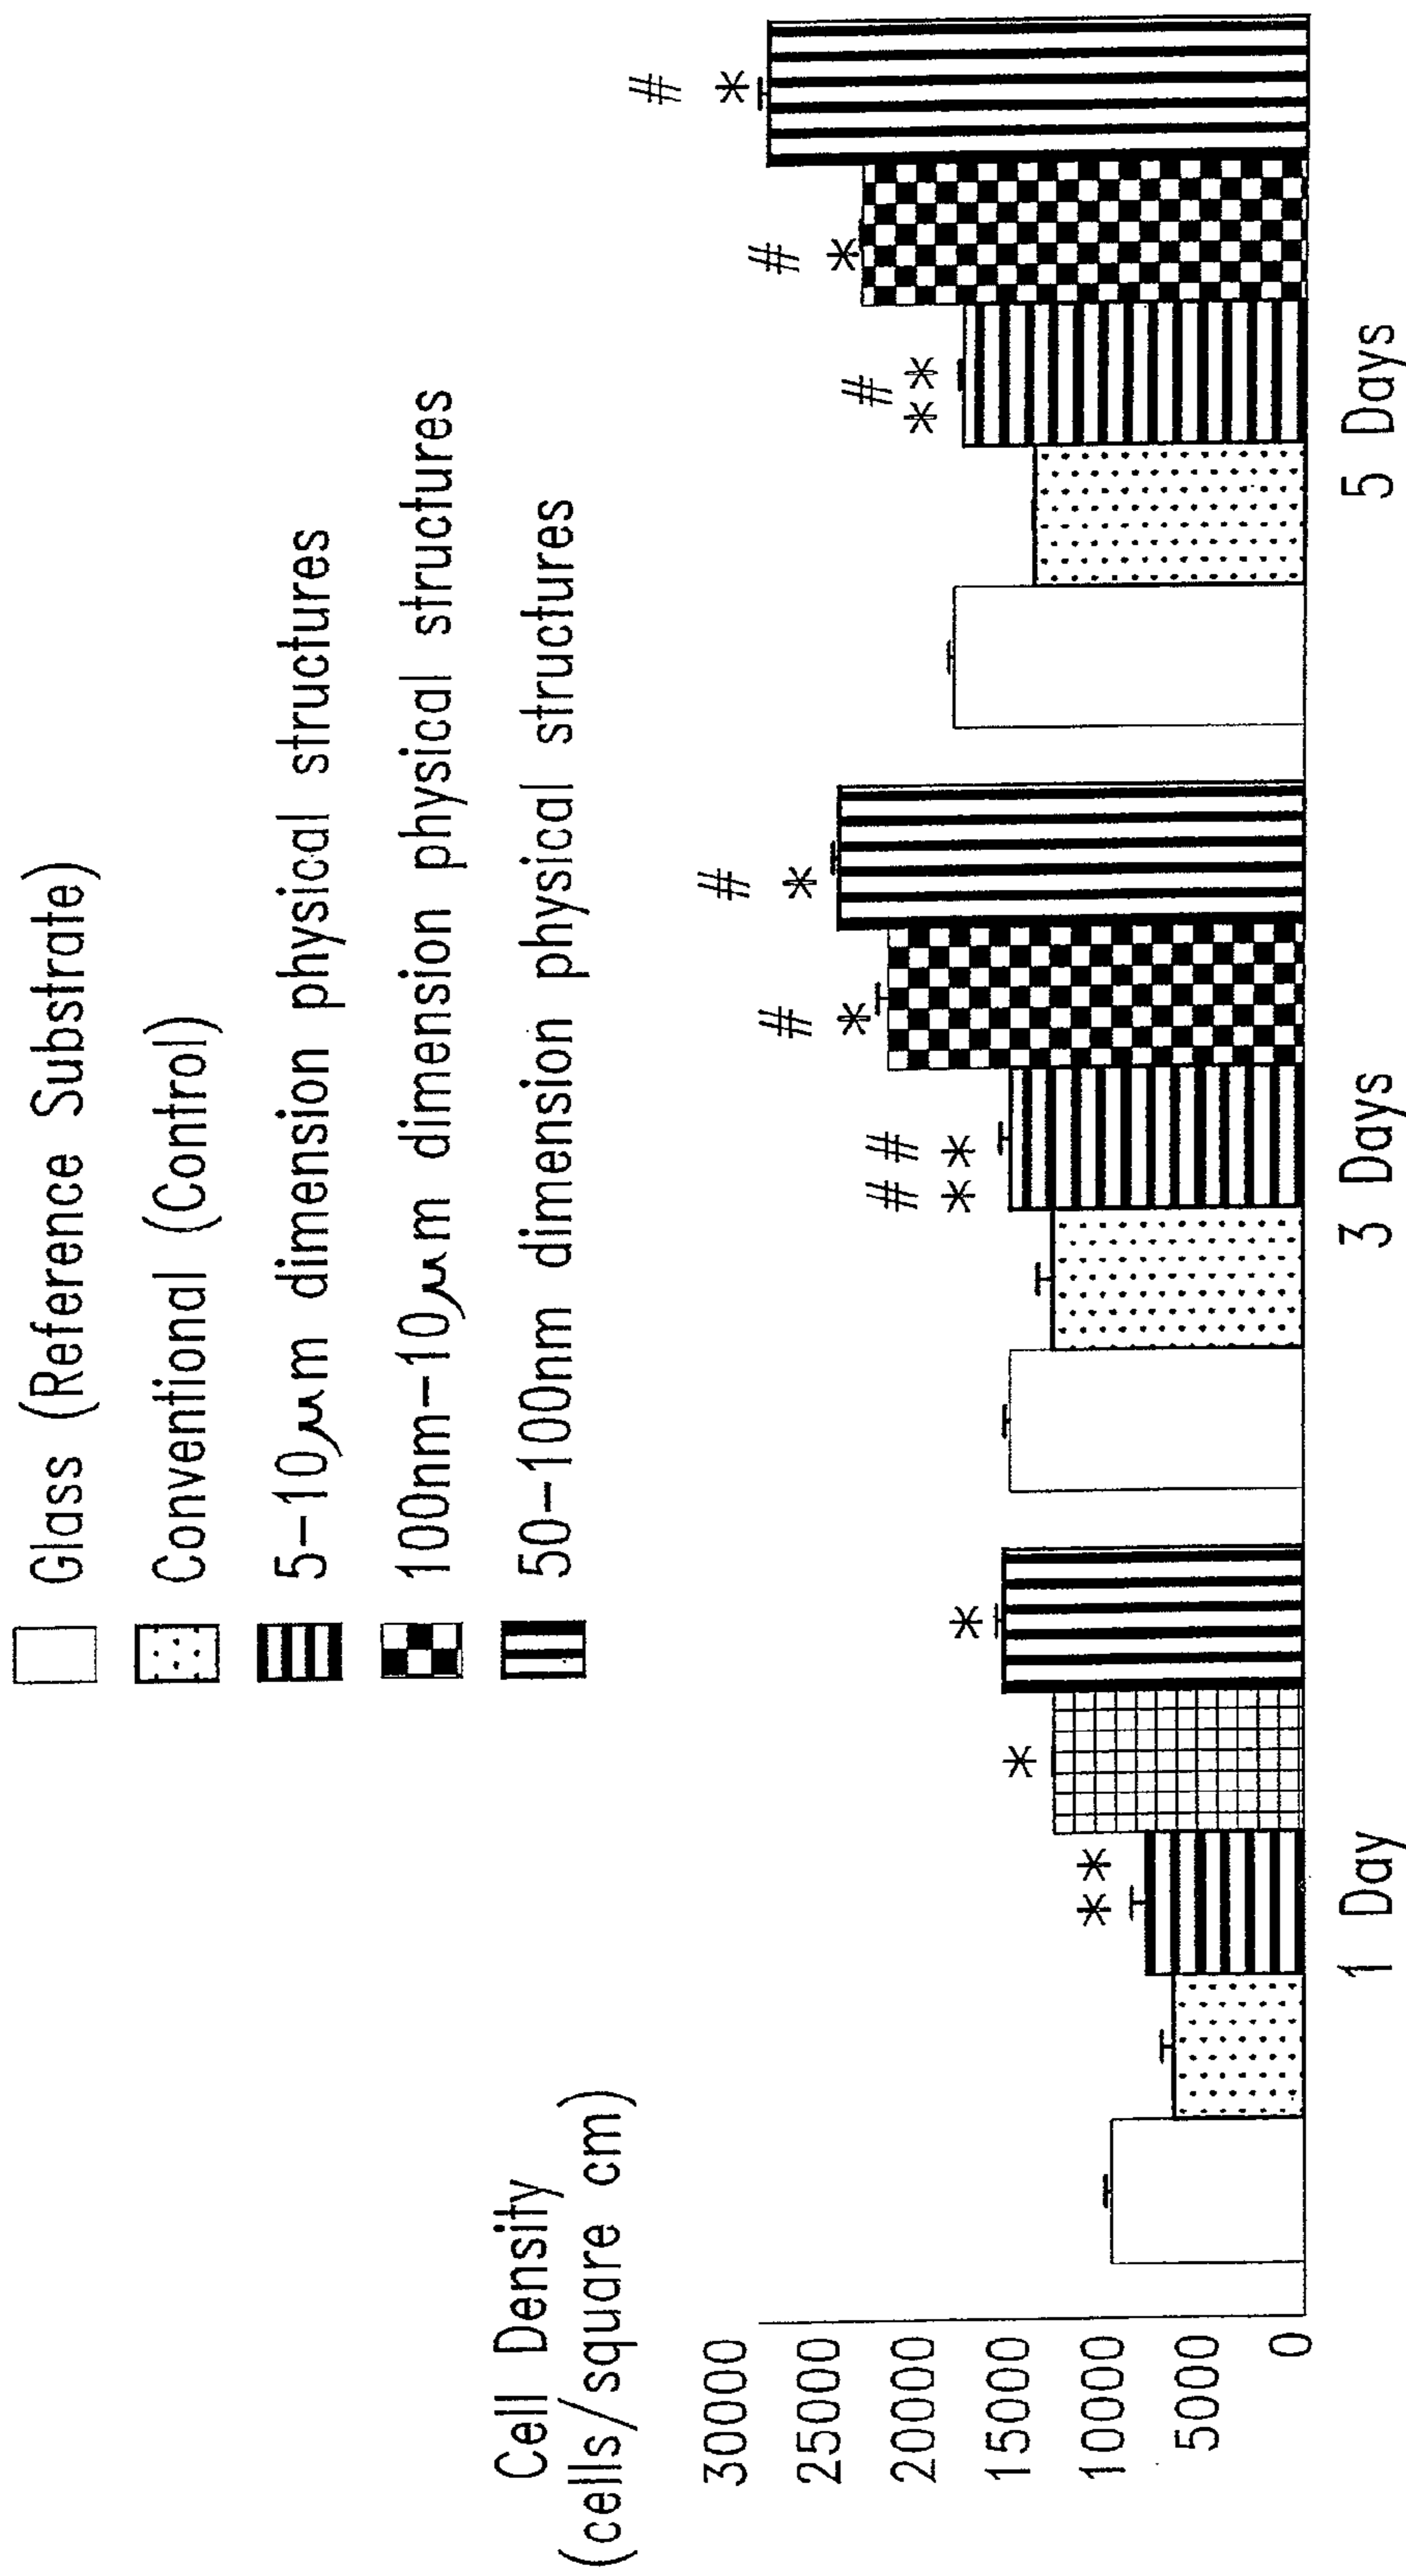 Glass (Reference Substrate)
Conventional (Control)
5-10μm dimension physical structures
100nm-10μm dimension physical structures
50-100nm dimension physical structures
Cell Density
(cells/square cm)
30000
25000
20000
15000
10000
5000
0
**
*
*
##
**
#
*
#
*
#
**
#
*
#
*
1 Day
3 Days
5 Days